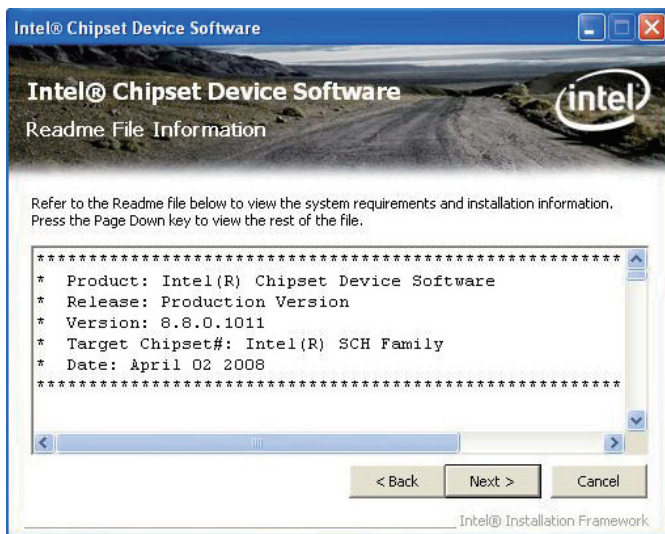 Intel® Chipset Device Software
Intel® Chipset Device Software
intel
Readme File Information
Refer to the Readme file below to view the system requirements and installation information.
Press the Page Down key to view the rest of the file.
********************************************************
* Product: Intel(R) Chipset Device Software
* Release: Production Version
* Version: 8.8.0.1011
* Target Chipset#: Intel(R) SCH Family
* Date: April 02 2008
********************************************************
< Back Next > Cancel
Intel® Installation Framework